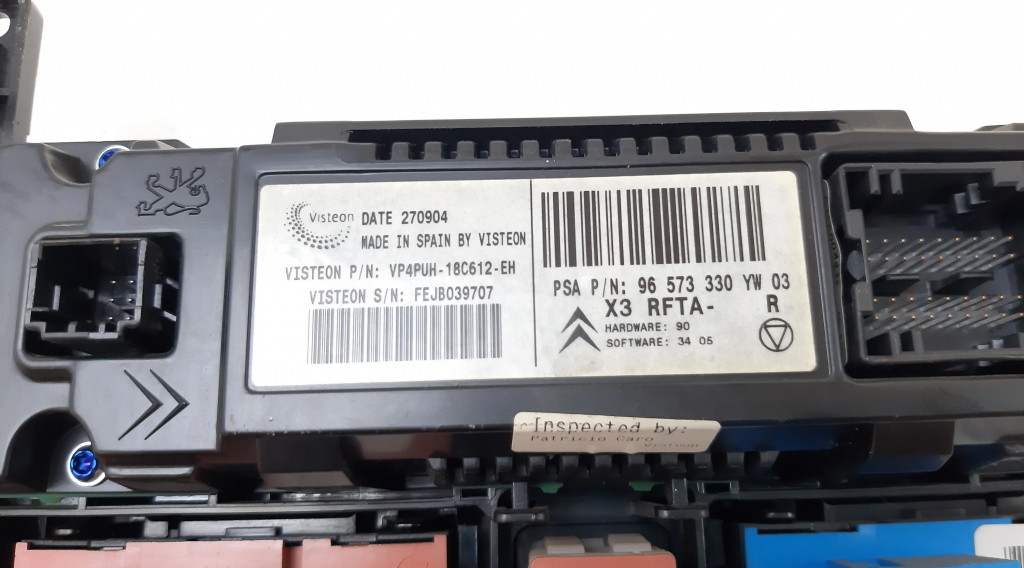 Visteon DATE 270904
MADE IN SPAIN BY VISTEON
VISTEON P/N: VP4PUH-18C612-EH
VISTEON S/N: FEJB039707
PSA P/N: 96 573 330 YW 03
X3 RFTA- R
HARDWARE: 90
SOFTWARE: 34 05
Inspected by:
Patricio Caro
Visteon